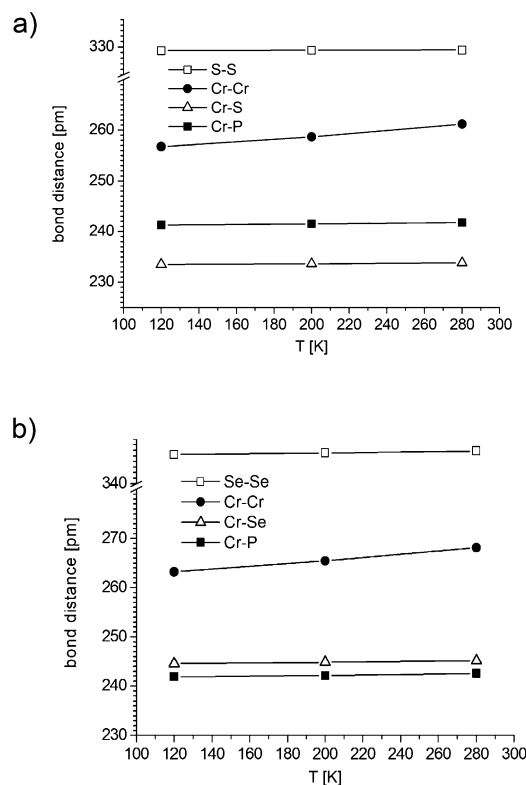 a)
330
S-S
Cr-Cr
Cr-S
Cr-P
260
250
240
230
bond distance [pm]
100 120 140 160 180 200 220 240 260 280 300
T [K]
b)
340
Se-Se
Cr-Cr
Cr-Se
Cr-P
270
260
250
240
230
bond distance [pm]
100 120 140 160 180 200 220 240 260 280 300
T [K]